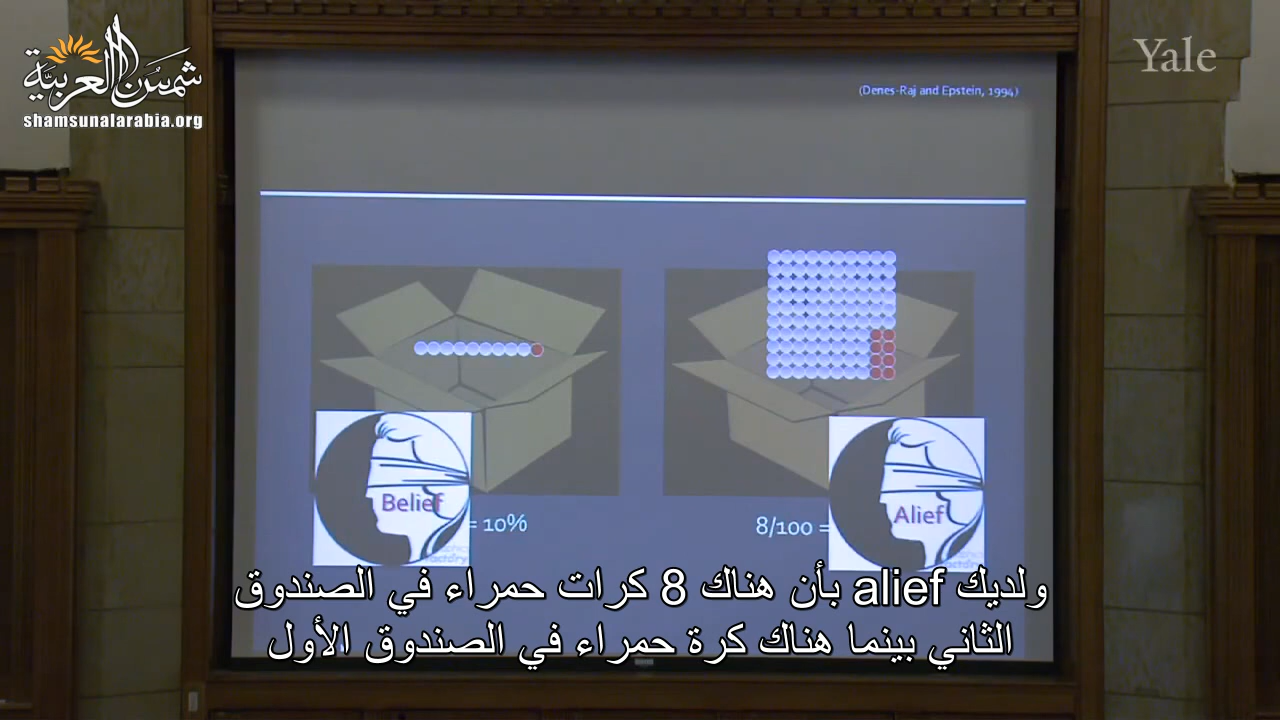 شمس العربية
shamsunalarabia.org
Yale
(Denes-Raj and Epstein, 1994)
Belief
= 10%
8/100 =
Alief
ولديك alief بأن هناك 8 كرات حمراء في الصندوق
الثاني بينما هناك كرة حمراء في الصندوق الأول